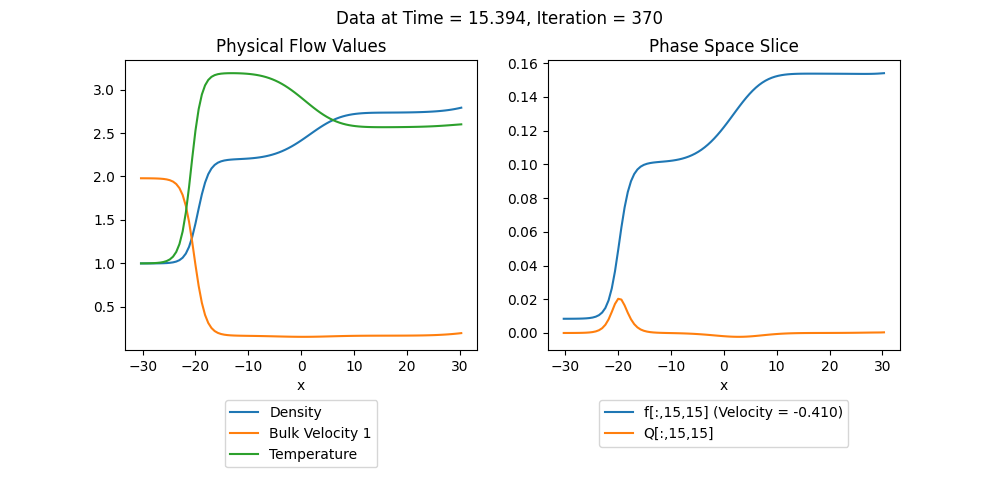 Data at Time = 15.394, Iteration = 370
Physical Flow Values
3.0
2.5
2.0
1.5
1.0
0.5
−30
−20
−10
0
10
20
30
x
Density
Bulk Velocity 1
Temperature
Phase Space Slice
0.16
0.14
0.12
0.10
0.08
0.06
0.04
0.02
0.00
−30
−20
−10
0
10
20
30
x
f[:,15,15] (Velocity = -0.410)
Q[:,15,15]